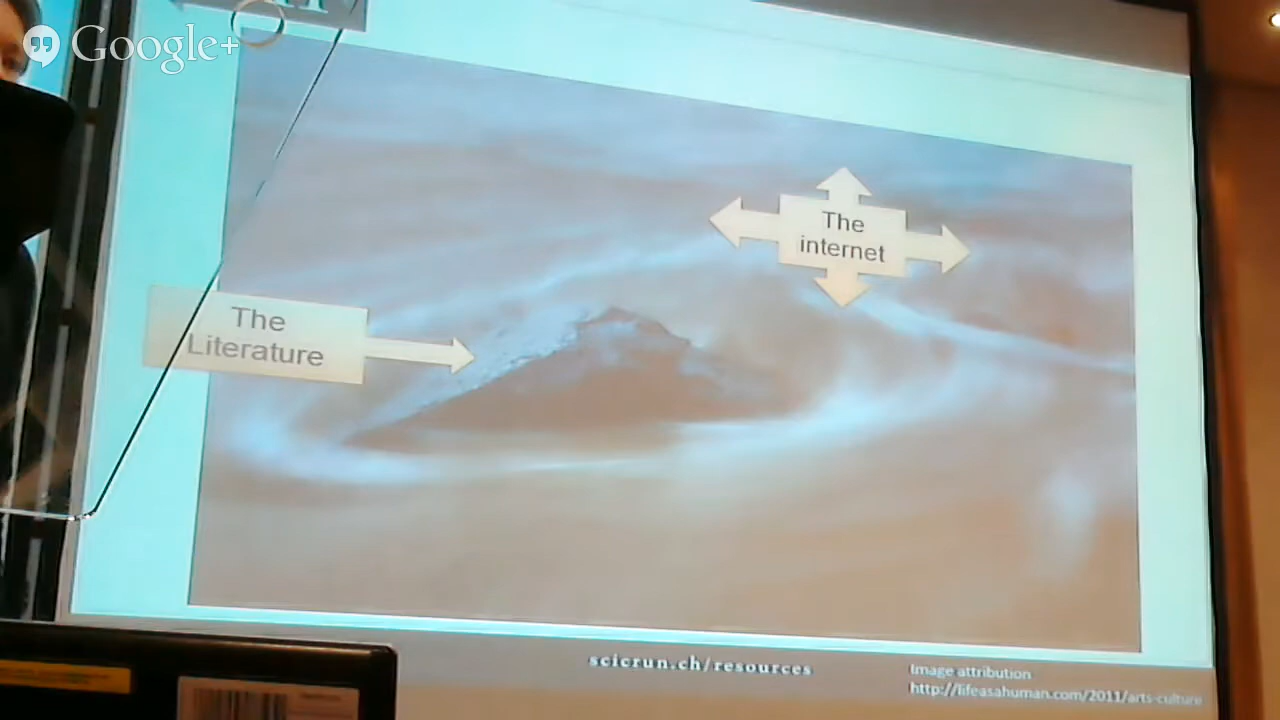 Google+
The
internet
The
Literature
scicrun.ch/resources
Image attribution
http://lifeasahuman.com/2011/arts-culture